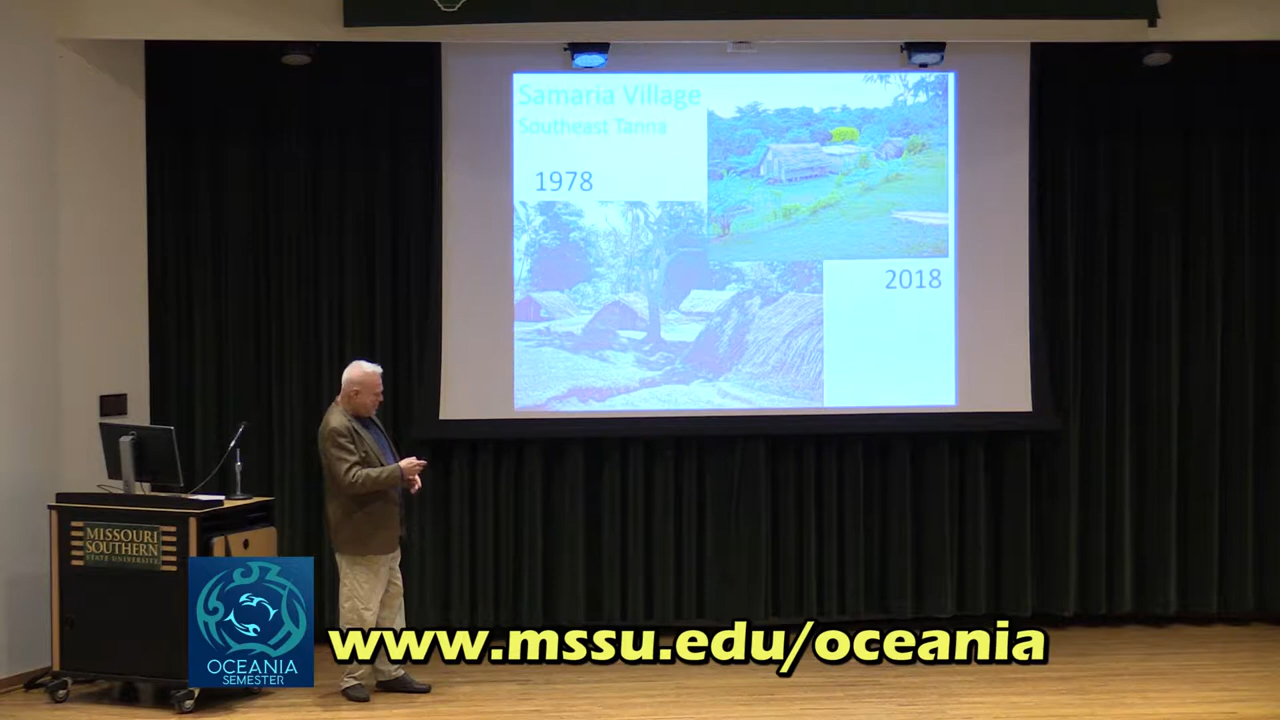 Samaria Village
Southeast Tanna
1978
2018
MISSOURI
SOUTHERN
STATE UNIVERSITY
OCEANIA
SEMESTER
www.mssu.edu/oceania